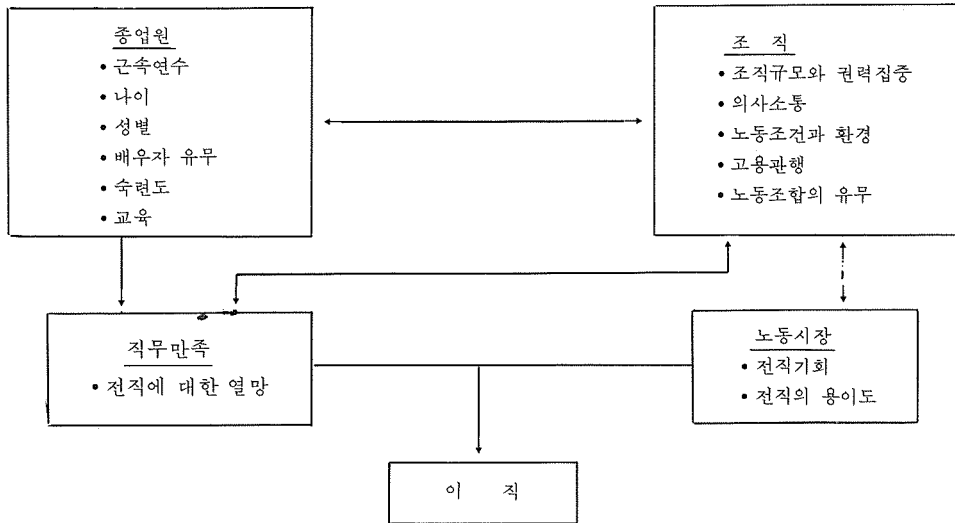 종업원
• 근속연수
• 나이
• 성별
• 배우자 유무
• 숙련도
• 교육
조 직
• 조직규모와 권력집중
• 의사소통
• 노동조건과 환경
• 고용관행
• 노동조합의 유무
직무만족
• 전직에 대한 열망
노동시장
• 전직기회
• 전직의 용이도
이 직